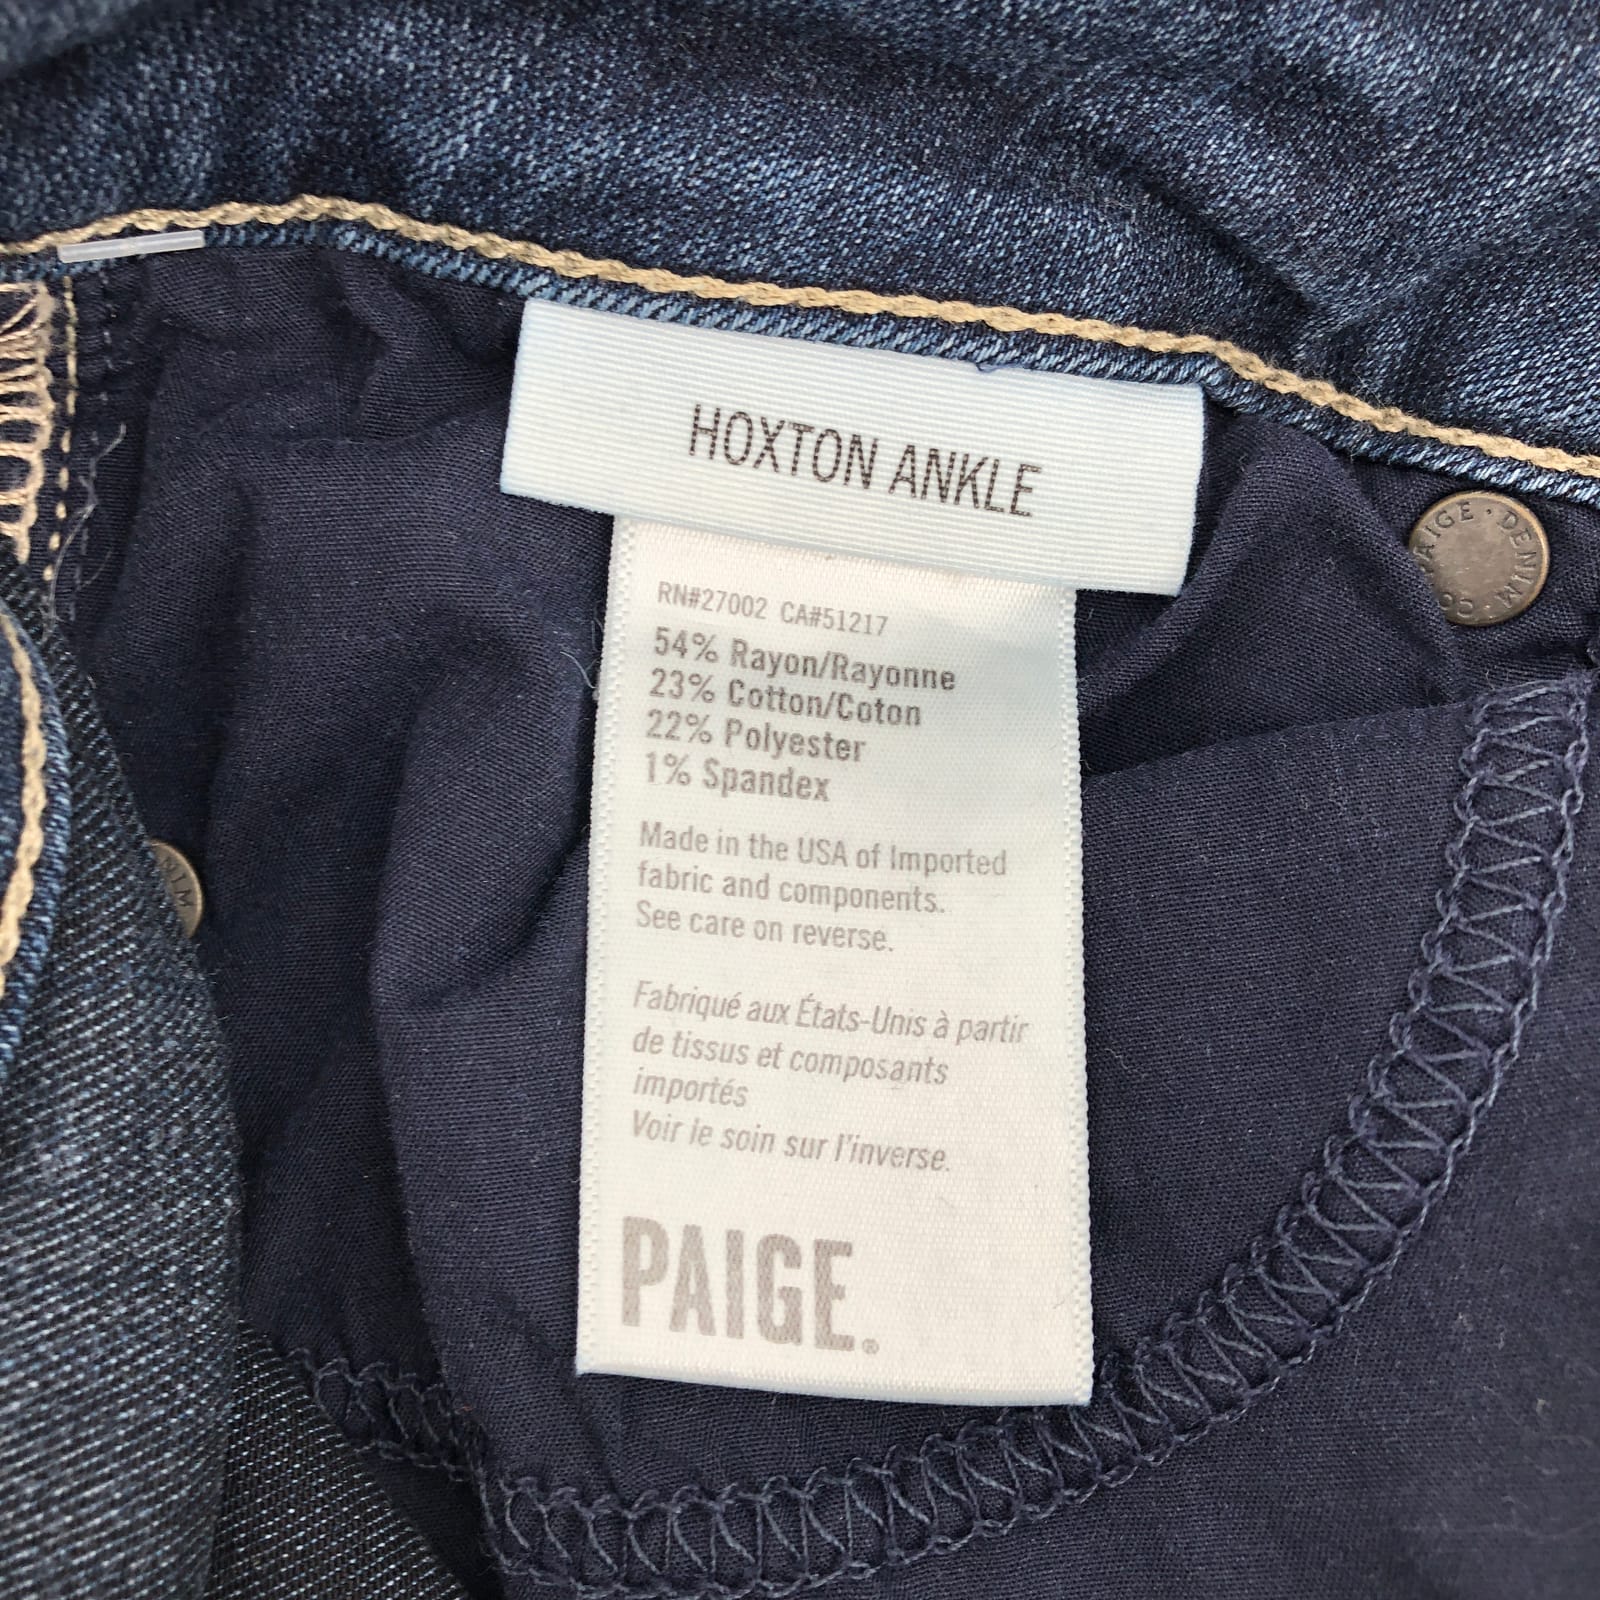 HOXTON ANKLE
RN#27002 CA#51217
54% Rayon/Rayonne
23% Cotton/Coton
22% Polyester
1% Spandex
Made in the USA of Imported
fabric and components.
See care on reverse.
Fabriqué aux États-Unis à partir
de tissus et composants
importés
Voir le soin sur l'inverse.
PAIGE.®
PAIGE · DENIM ·